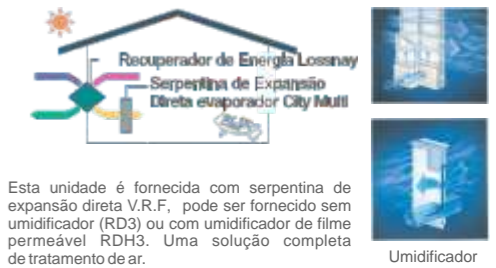 Recuperador de Energia Lossnay
Serpentina de Expansão
Direta evaporador City Multi
Esta unidade é fornecida com serpentina de
expansão direta V.R.F, pode ser fornecido sem
umidificador (RD3) ou com umidificador de filme
permeável RDH3. Uma solução completa
de tratamento de ar.
Umidificador